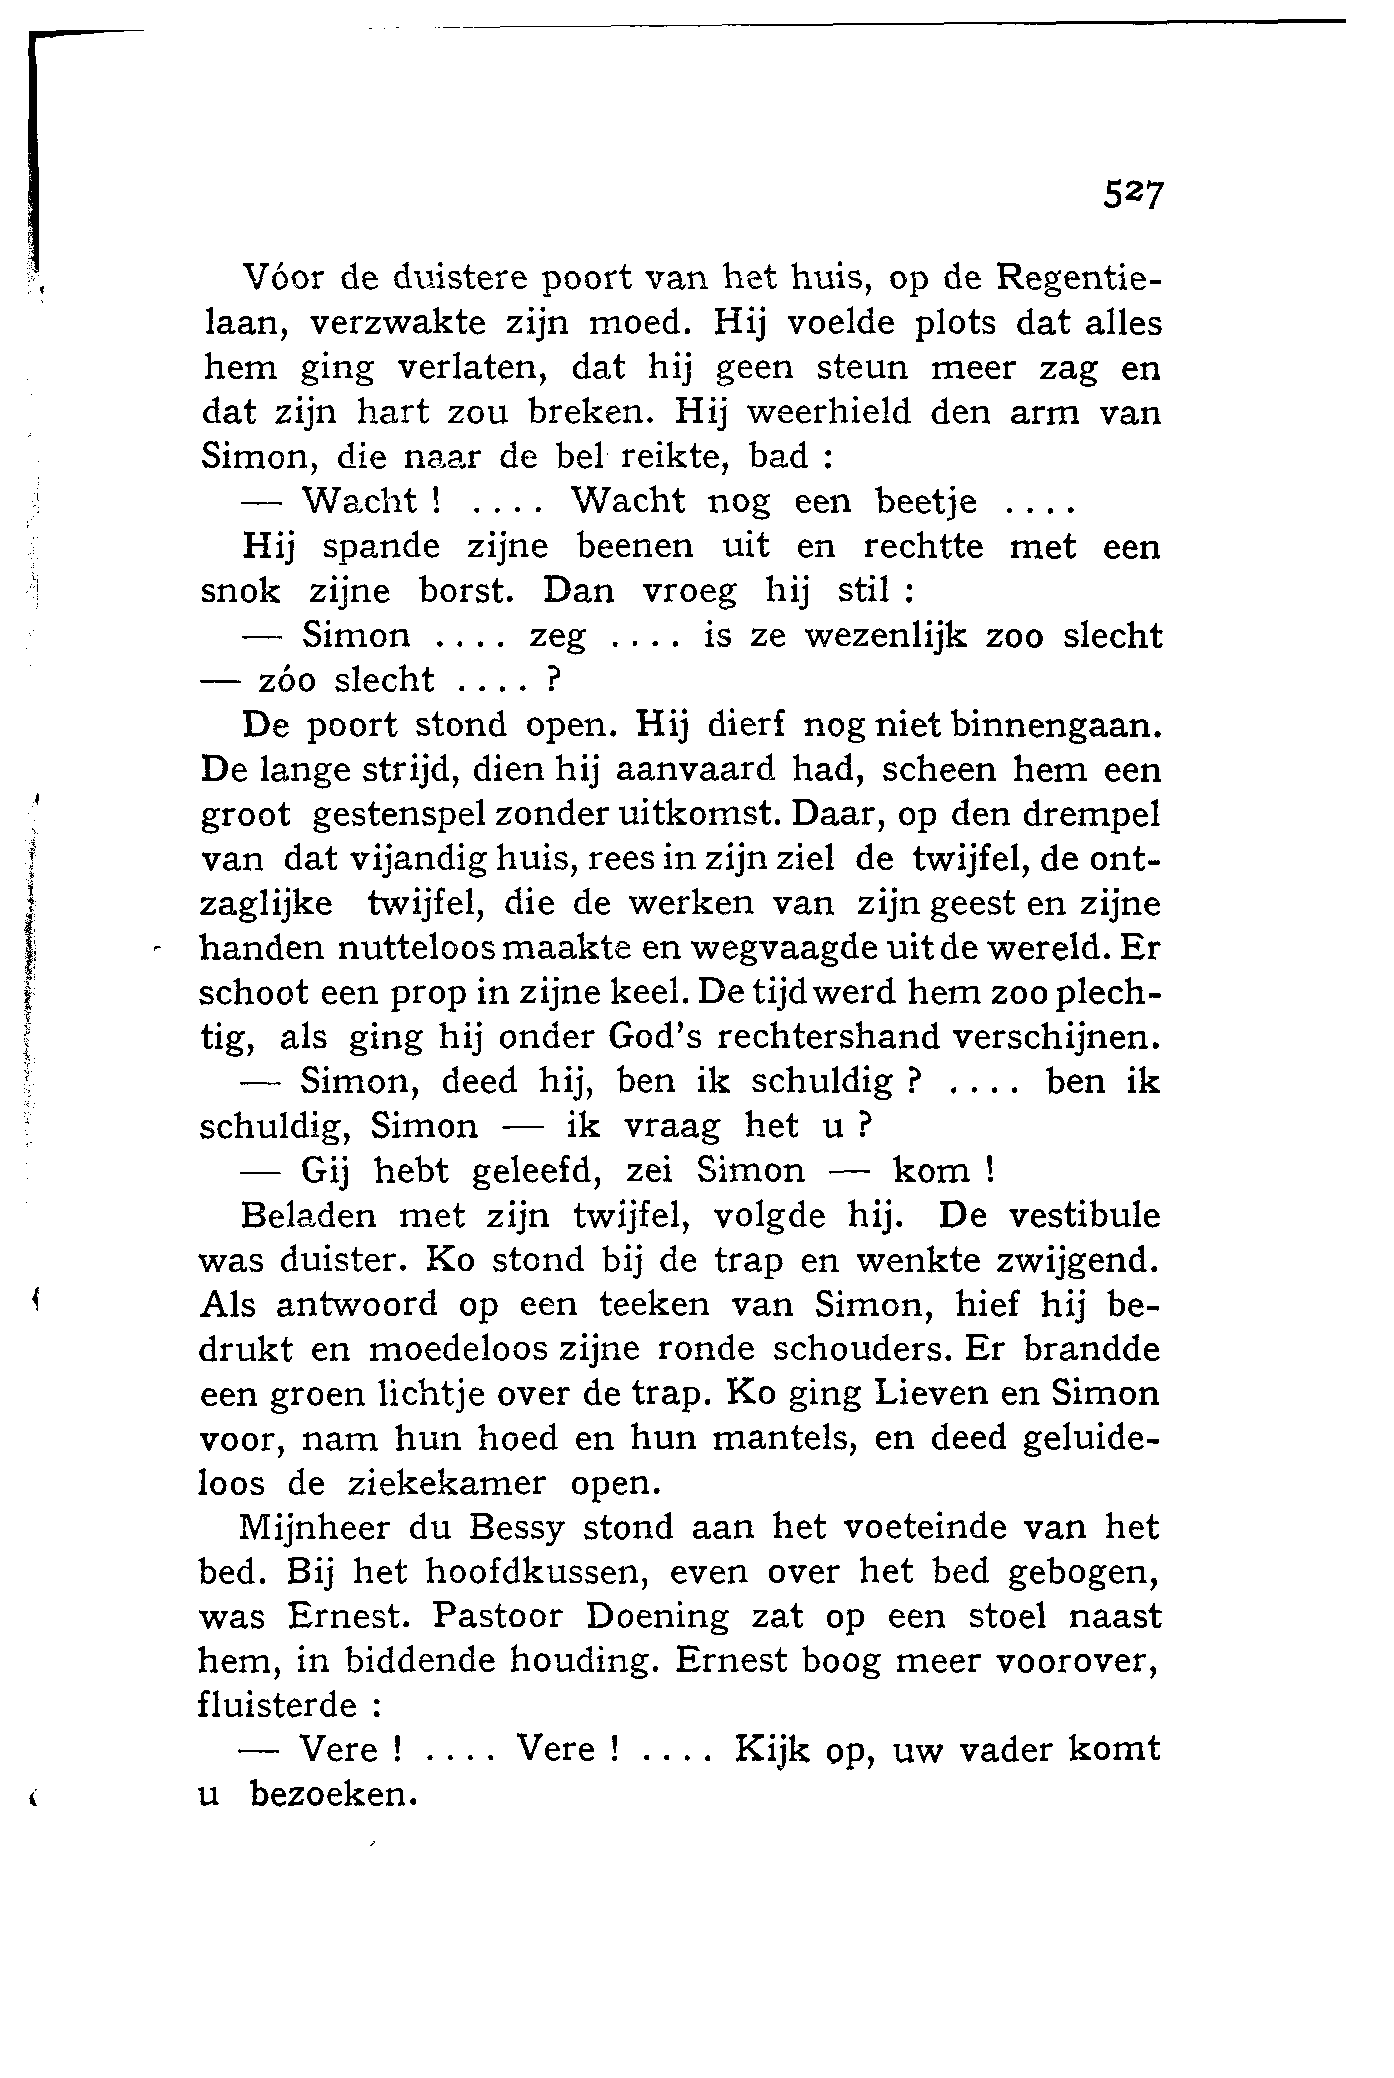 527
Vóor de duistere poort van het huis, op de Regentie-
laan, verzwakte zijn moed. Hij voelde plots dat alles
hem ging verlaten, dat hij geen steun meer zag en
dat zijn hart zou breken. Hij weerhield den arm van
Simon, die naar de bel reikte, bad :
— Wacht ! .... Wacht nog een beetje ....
Hij spande zijne beenen uit en rechtte met een
snok zijne borst. Dan vroeg hij stil :
— Simon .... zeg .... is ze wezenlijk zoo slecht
— zóo slecht .... ?
De poort stond open. Hij dierf nog niet binnengaan.
De lange strijd, dien hij aanvaard had, scheen hem een
groot gestenspel zonder uitkomst. Daar, op den drempel
van dat vijandig huis, rees in zijn ziel de twijfel, de ont-
zaglijke twijfel, die de werken van zijn geest en zijne
handen nutteloos maakte en wegvaagde uit de wereld. Er
schoot een prop in zijne keel. De tijd werd hem zoo plech-
tig, als ging hij onder God's rechtershand verschijnen.
— Simon, deed hij, ben ik schuldig ? .... ben ik
schuldig, Simon — ik vraag het u ?
— Gij hebt geleefd, zei Simon — kom !
Beladen met zijn twijfel, volgde hij. De vestibule
was duister. Ko stond bij de trap en wenkte zwijgend.
Als antwoord op een teeken van Simon, hief hij be-
drukt en moedeloos zijne ronde schouders. Er brandde
een groen lichtje over de trap. Ko ging Lieven en Simon
voor, nam hun hoed en hun mantels, en deed geluide-
loos de ziekekamer open.
Mijnheer du Bessy stond aan het voeteinde van het
bed. Bij het hoofdkussen, even over het bed gebogen,
was Ernest. Pastoor Doening zat op een stoel naast
hem, in biddende houding. Ernest boog meer voorover,
fluisterde :
— Vere ! .... Vere ! .... Kijk op, uw vader komt
u bezoeken.